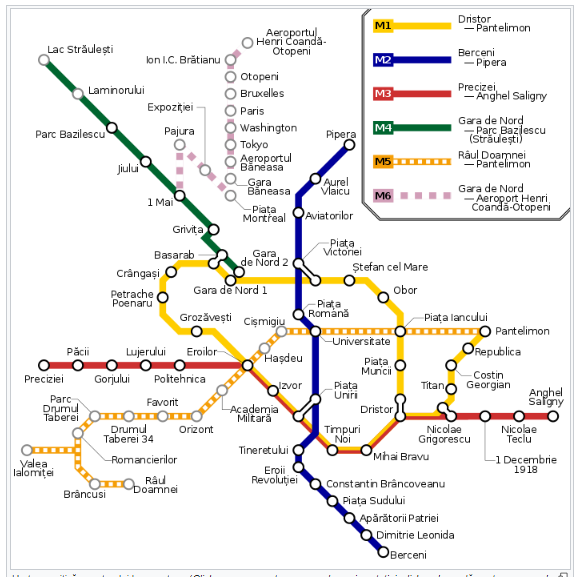 Lac Străulești
Laminorului
Parc Bazilescu
Jiului
1 Mai
Grivița
Basarab
Pajura
Expoziției
Aeroportul
Henri Coandă-
Otopeni
Ion I.C. Brătianu
Otopeni
Bruxelles
Paris
Washington
Tokyo
Aeroportul
Băneasa
Gara
Băneasa
Piața
Montreal
Pipera
Aurel
Vlaicu
Aviatorilor
Piața
Victoriei
M1
Dristor
— Pantelimon
M2
Berceni
— Pipera
M3
Precizei
— Anghel Saligny
M4
Gara de Nord
— Parc Bazilescu
(Străulești)
M5
Râul Doamnei
— Pantelimon
M6
Gara de Nord
— Aeroport Henri
Coandă-Otopeni
Gara
de Nord 2
Gara de Nord 1
Ștefan cel Mare
Obor
Crângași
Petrache
Poenaru
Grozăvești
Cișmigiu
Hașdeu
Piața
Romană
Universitate
Piața Iancului
Pantelimon
Republica
Costin
Georgian
Titan
Piața
Muncii
Păcii
Lujerului
Eroilor
Preciziei
Gorjului
Politehnica
Izvor
Piața
Unirii
Dristor
Anghel
Saligny
Nicolae
Grigorescu
Nicolae
Teclu
1 Decembrie
1918
Timpuri
Noi
Mihai Bravu
Academia
Militară
Parc
Drumul
Taberei
Favorit
Drumul
Taberei 34
Orizont
Romancierilor
Valea
Ialomiței
Brâncusi
Râul
Doamnei
Tineretului
Eroii
Revoluției
Constantin Brâncoveanu
Piața Sudului
Apărătorii Patriei
Dimitrie Leonida
Berceni